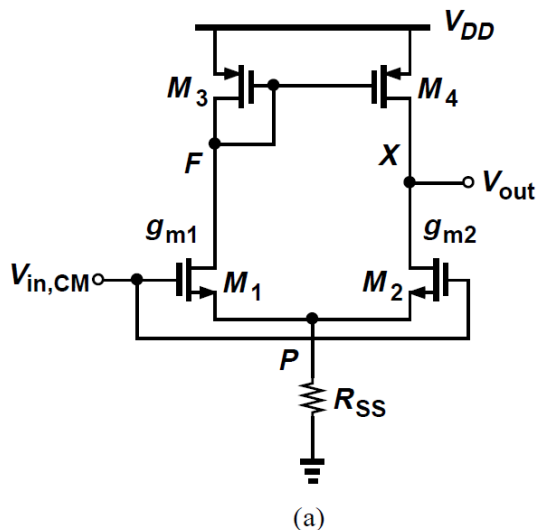 V_DD
M_3
M_4
F
X
V_out
g_m1
g_m2
V_in,CM
M_1
M_2
P
R_SS
(a)